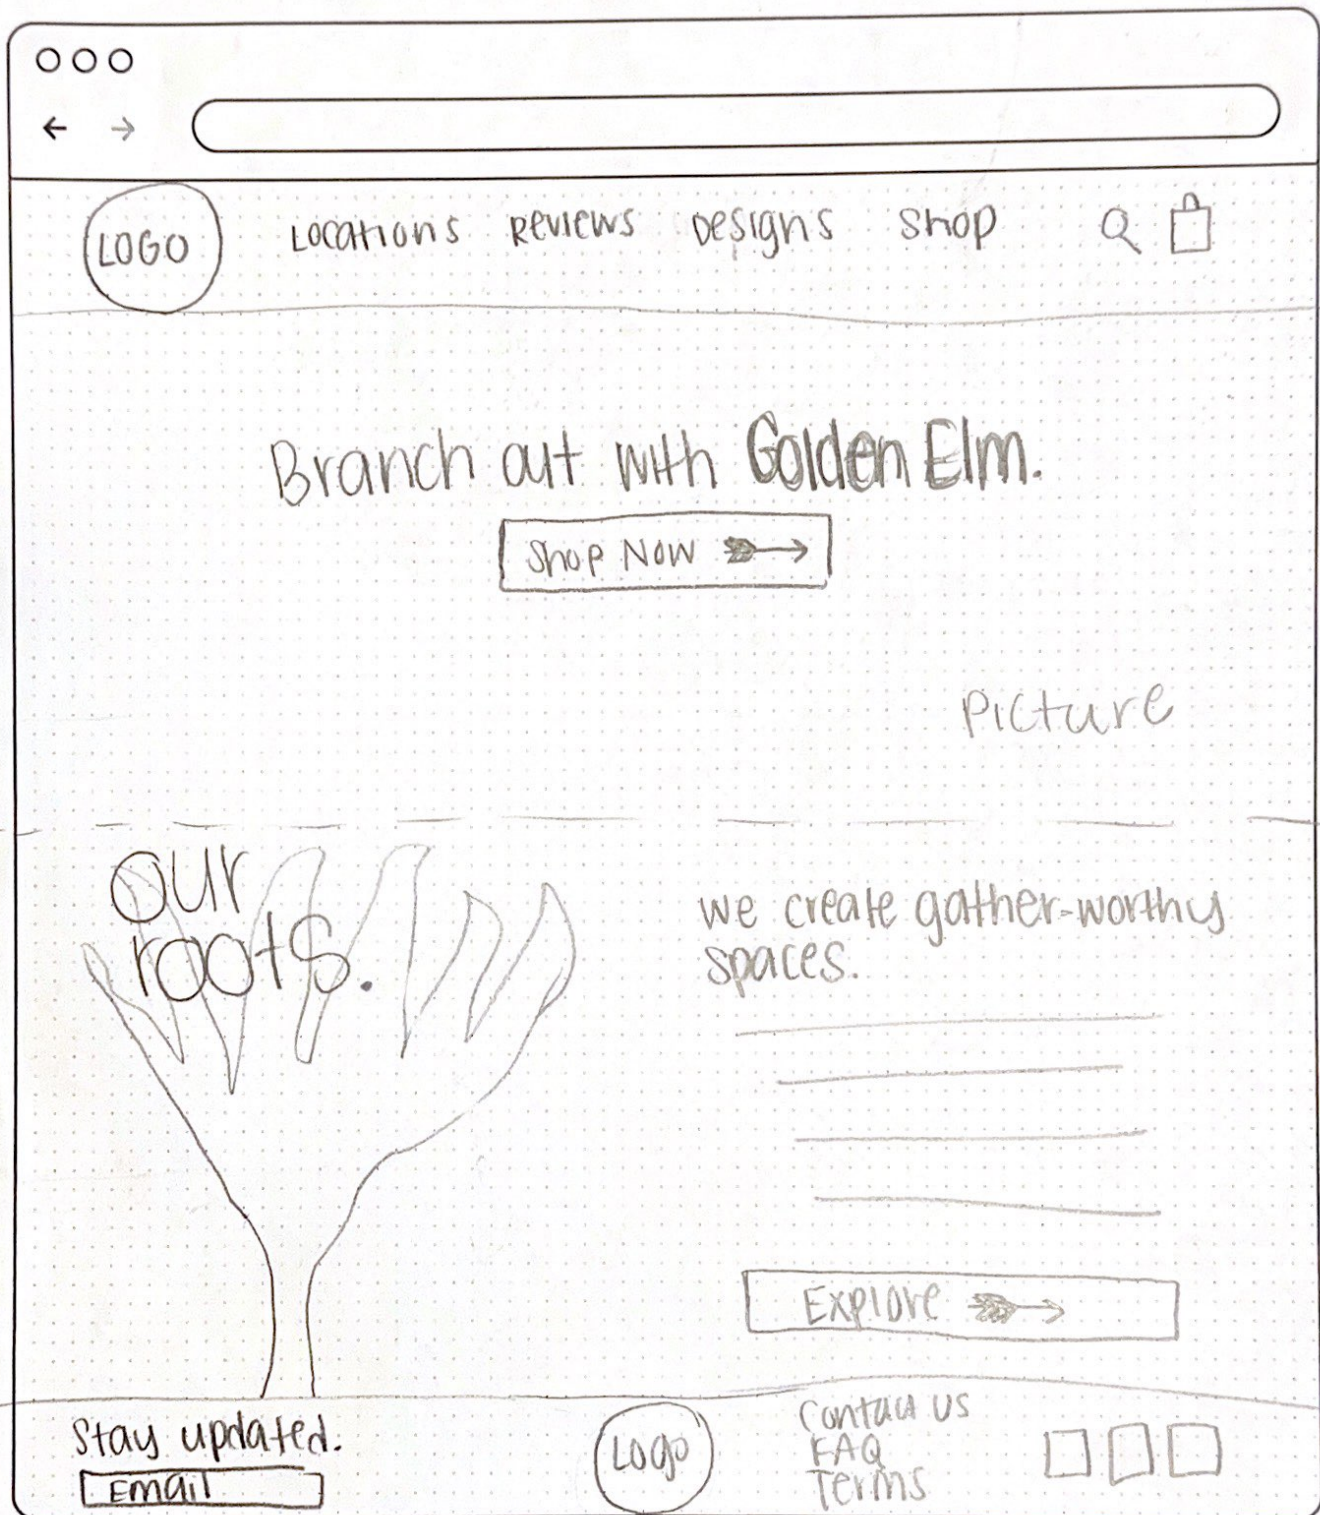 LOGO
Locations Reviews Designs Shop
Branch out with Golden Elm.
Shop Now
Picture
our
roots.
we create gather-worthy
spaces.
Explore
Stay updated.
Email
Logo
Contact us
FAQ
Terms